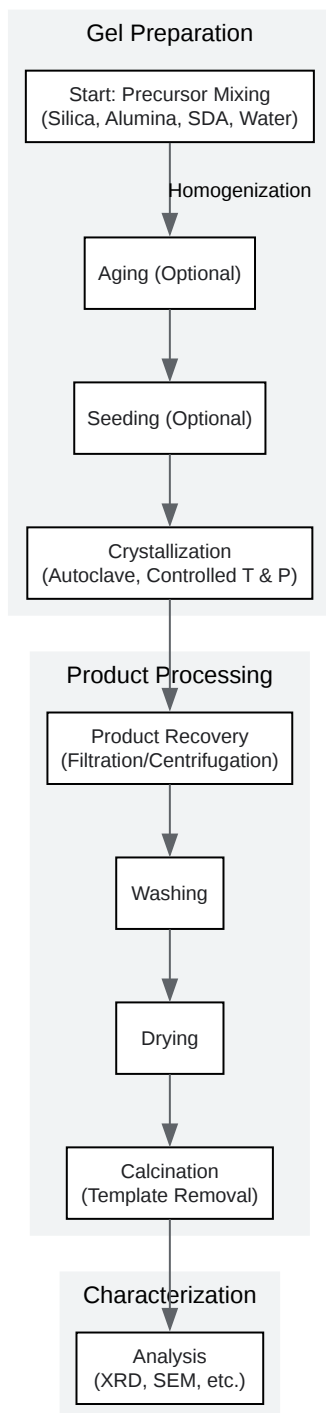 Gel Preparation
Start: Precursor Mixing
(Silica, Alumina, SDA, Water)
Homogenization
Aging (Optional)
Seeding (Optional)
Crystallization
(Autoclave, Controlled T & P)
Product Processing
Product Recovery
(Filtration/Centrifugation)
Washing
Drying
Calcination
(Template Removal)
Characterization
Analysis
(XRD, SEM, etc.)